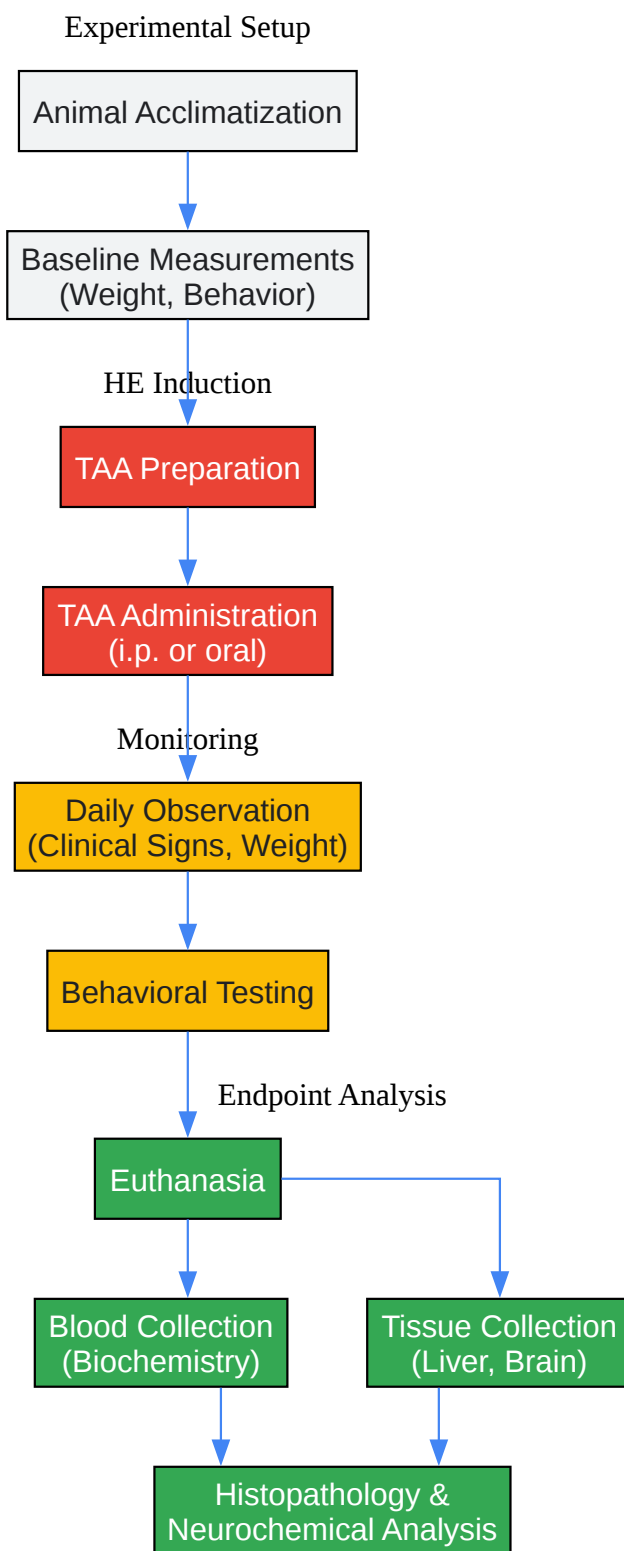 Experimental Setup
Animal Acclimatization
Baseline Measurements
(Weight, Behavior)
HE Induction
TAA Preparation
TAA Administration
(i.p. or oral)
Monitoring
Daily Observation
(Clinical Signs, Weight)
Behavioral Testing
Endpoint Analysis
Euthanasia
Blood Collection
(Biochemistry)
Tissue Collection
(Liver, Brain)
Histopathology &
Neurochemical Analysis